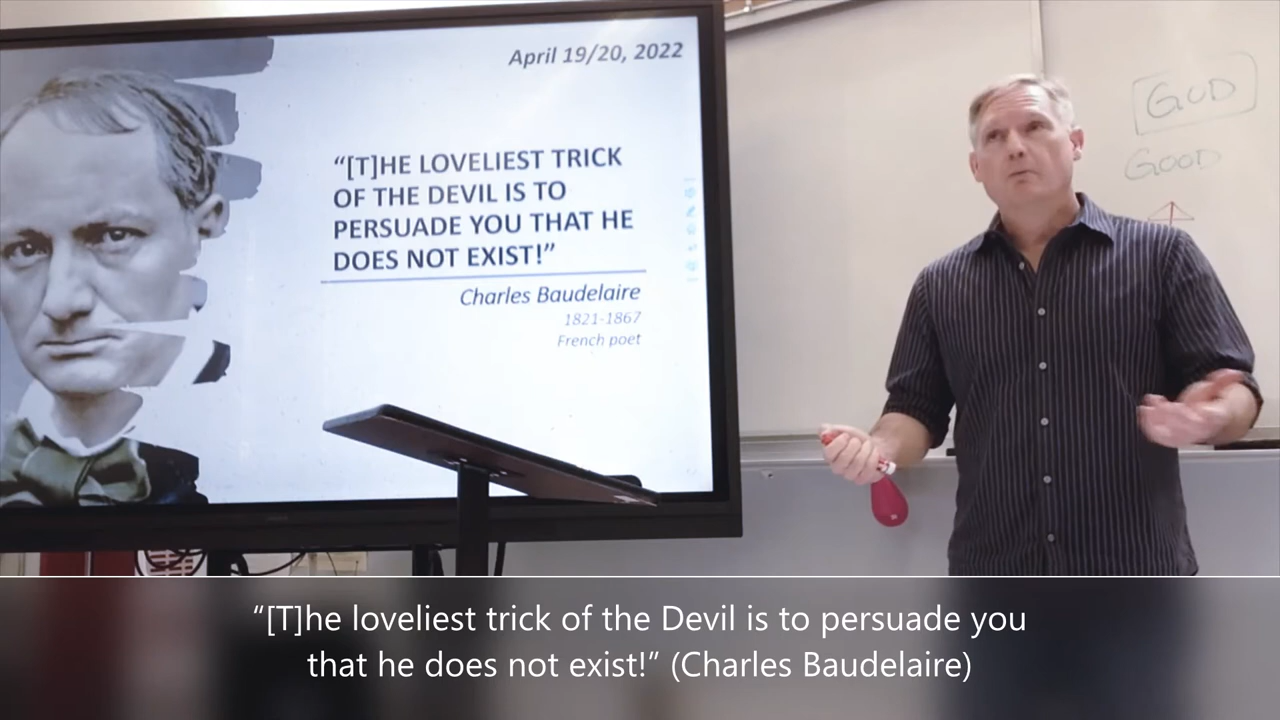 April 19/20, 2022
“[T]HE LOVELIEST TRICK
OF THE DEVIL IS TO
PERSUADE YOU THAT HE
DOES NOT EXIST!”
Charles Baudelaire
1821-1867
French poet
GOD
GOOD
“[T]he loveliest trick of the Devil is to persuade you
that he does not exist!” (Charles Baudelaire)